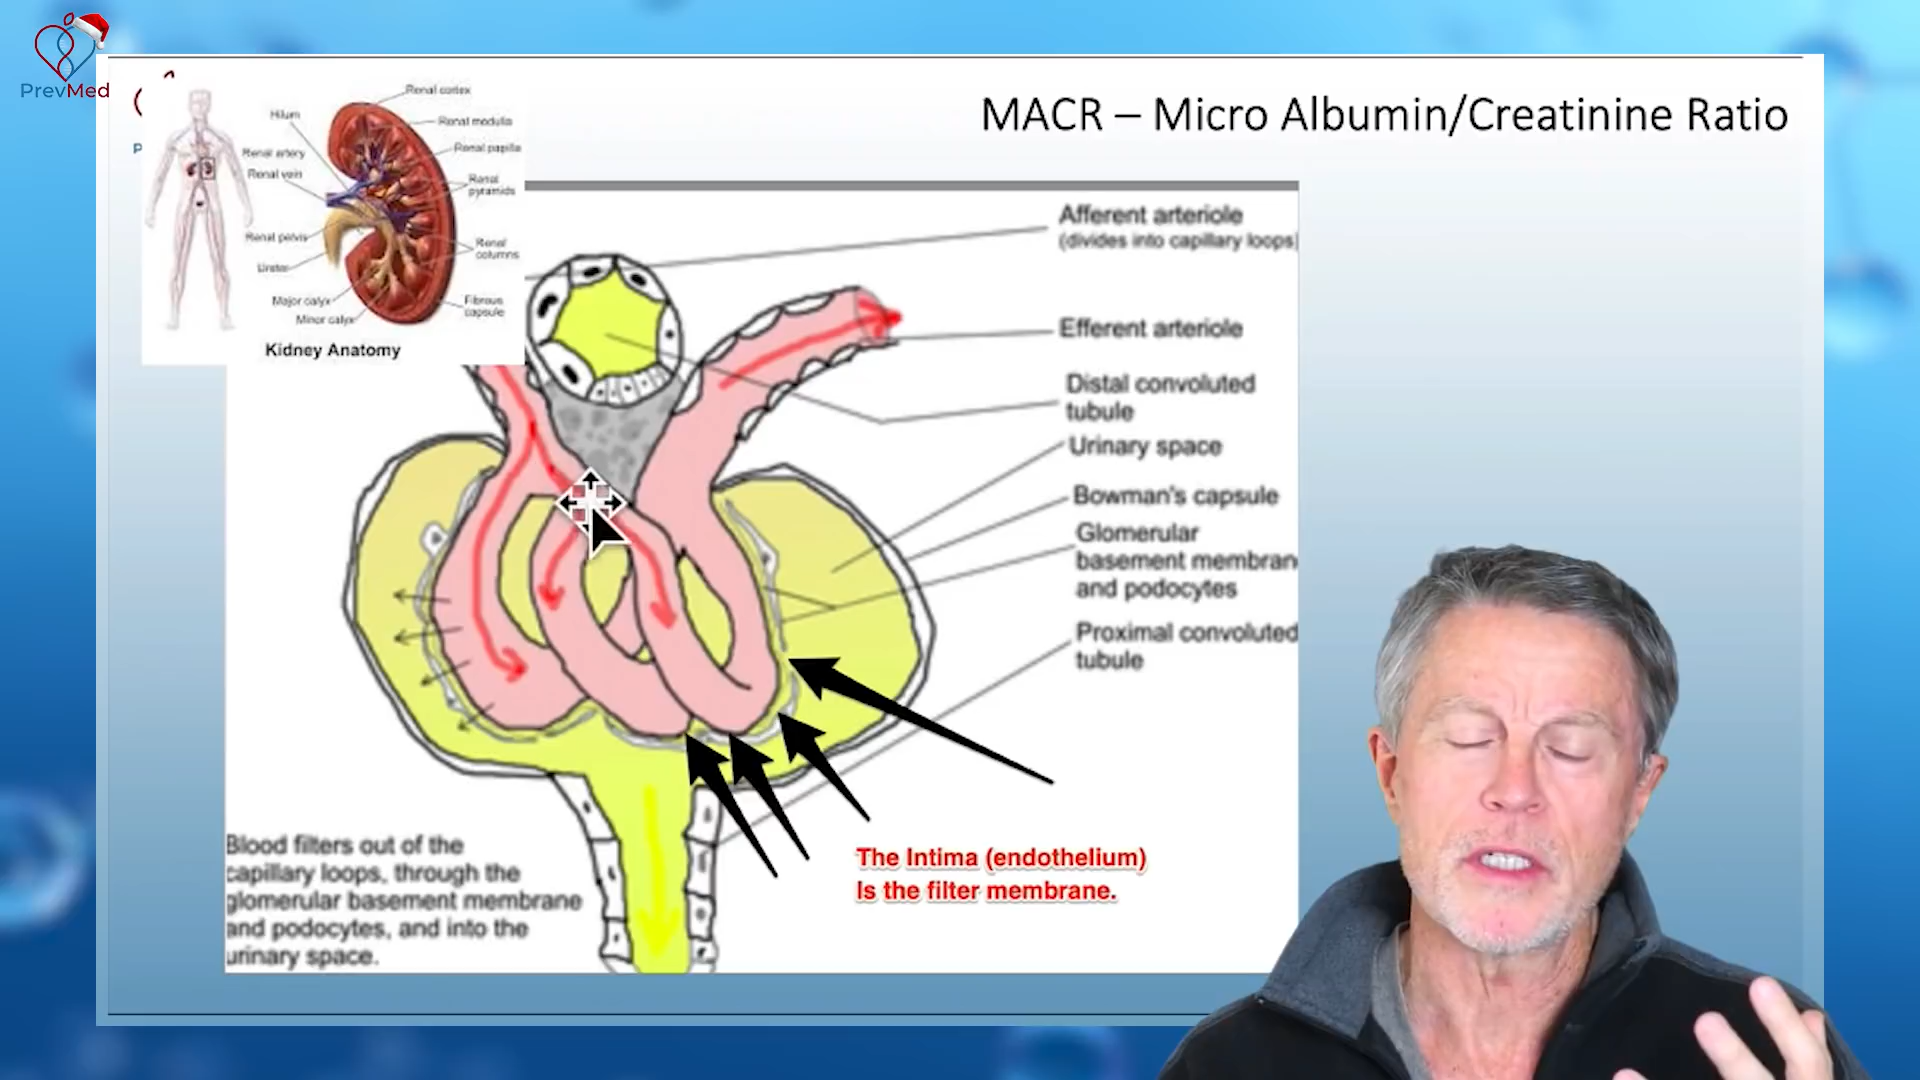 PrevMed
MACR – Micro Albumin/Creatinine Ratio
Renal cortex
Hilum
Renal medulla
Renal artery
Renal papilla
Renal vein
Renal
pyramids
Renal pelvis
Renal
columns
Ureter
Major calyx
Fibrous
capsule
Minor calyx
Kidney Anatomy
Afferent arteriole
(divides into capillary loops)
Efferent arteriole
Distal convoluted
tubule
Urinary space
Bowman's capsule
Glomerular
basement membran
and podocytes
Proximal convoluted
tubule
Blood filters out of the
capillary loops, through the
glomerular basement membrane
and podocytes, and into the
urinary space.
The Intima (endothelium)
Is the filter membrane.